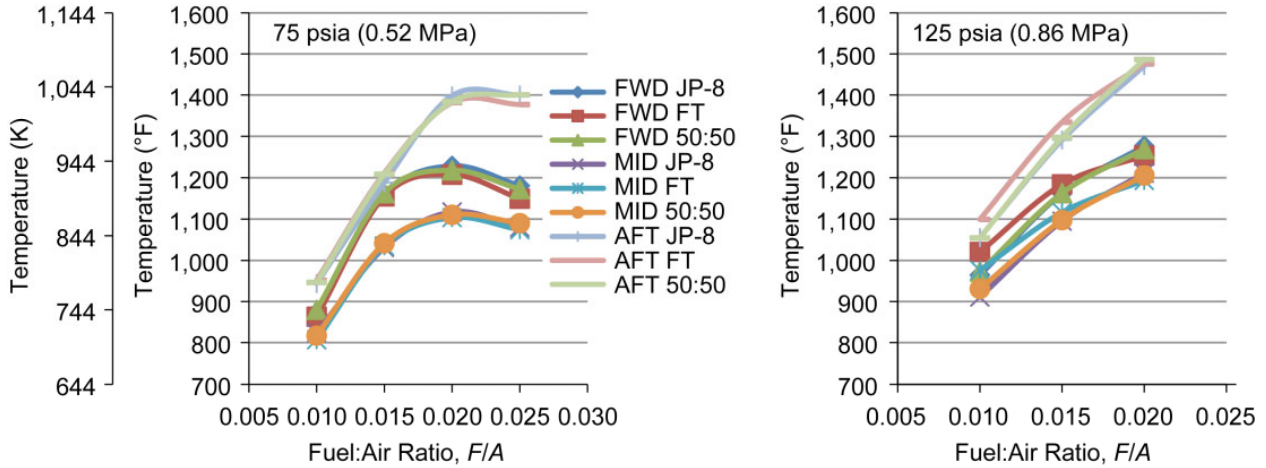 Temperature (K)
1,144
1,044
944
844
744
644
Temperature (°F)
1,600
1,500
1,400
1,300
1,200
1,100
1,000
900
800
700
75 psia (0.52 MPa)
0.005 0.010 0.015 0.020 0.025 0.030
Fuel:Air Ratio, F/A
FWD JP-8
FWD FT
FWD 50:50
MID JP-8
MID FT
MID 50:50
AFT JP-8
AFT FT
AFT 50:50
Temperature (°F)
1,600
1,500
1,400
1,300
1,200
1,100
1,000
900
800
700
125 psia (0.86 MPa)
0.005 0.010 0.015 0.020 0.025
Fuel:Air Ratio, F/A